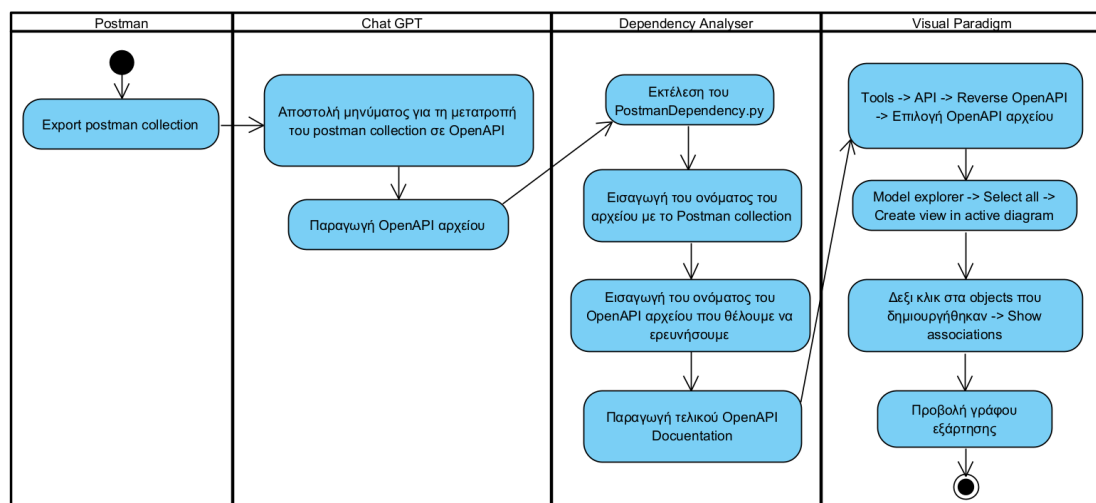 Postman
Chat GPT
Dependency Analyser
Visual Paradigm
Export postman collection
Αποστολή μηνύματος για τη μετατροπή
του postman collection σε OpenAPI
Παραγωγή OpenAPI αρχείου
Εκτέλεση του
PostmanDependency.py
Εισαγωγή του ονόματος του
αρχείου με το Postman collection
Εισαγωγή του ονόματος του
OpenAPI αρχείου που θέλουμε να
ερευνήσουμε
Παραγωγή τελικού OpenAPI
Docuentation
Tools -> API -> Reverse OpenAPI
-> Επιλογή OpenAPI αρχείου
Model explorer -> Select all ->
Create view in active diagram
Δεξι κλικ στα objects που
δημιουργήθηκαν -> Show
associations
Προβολή γράφου
εξάρτησης